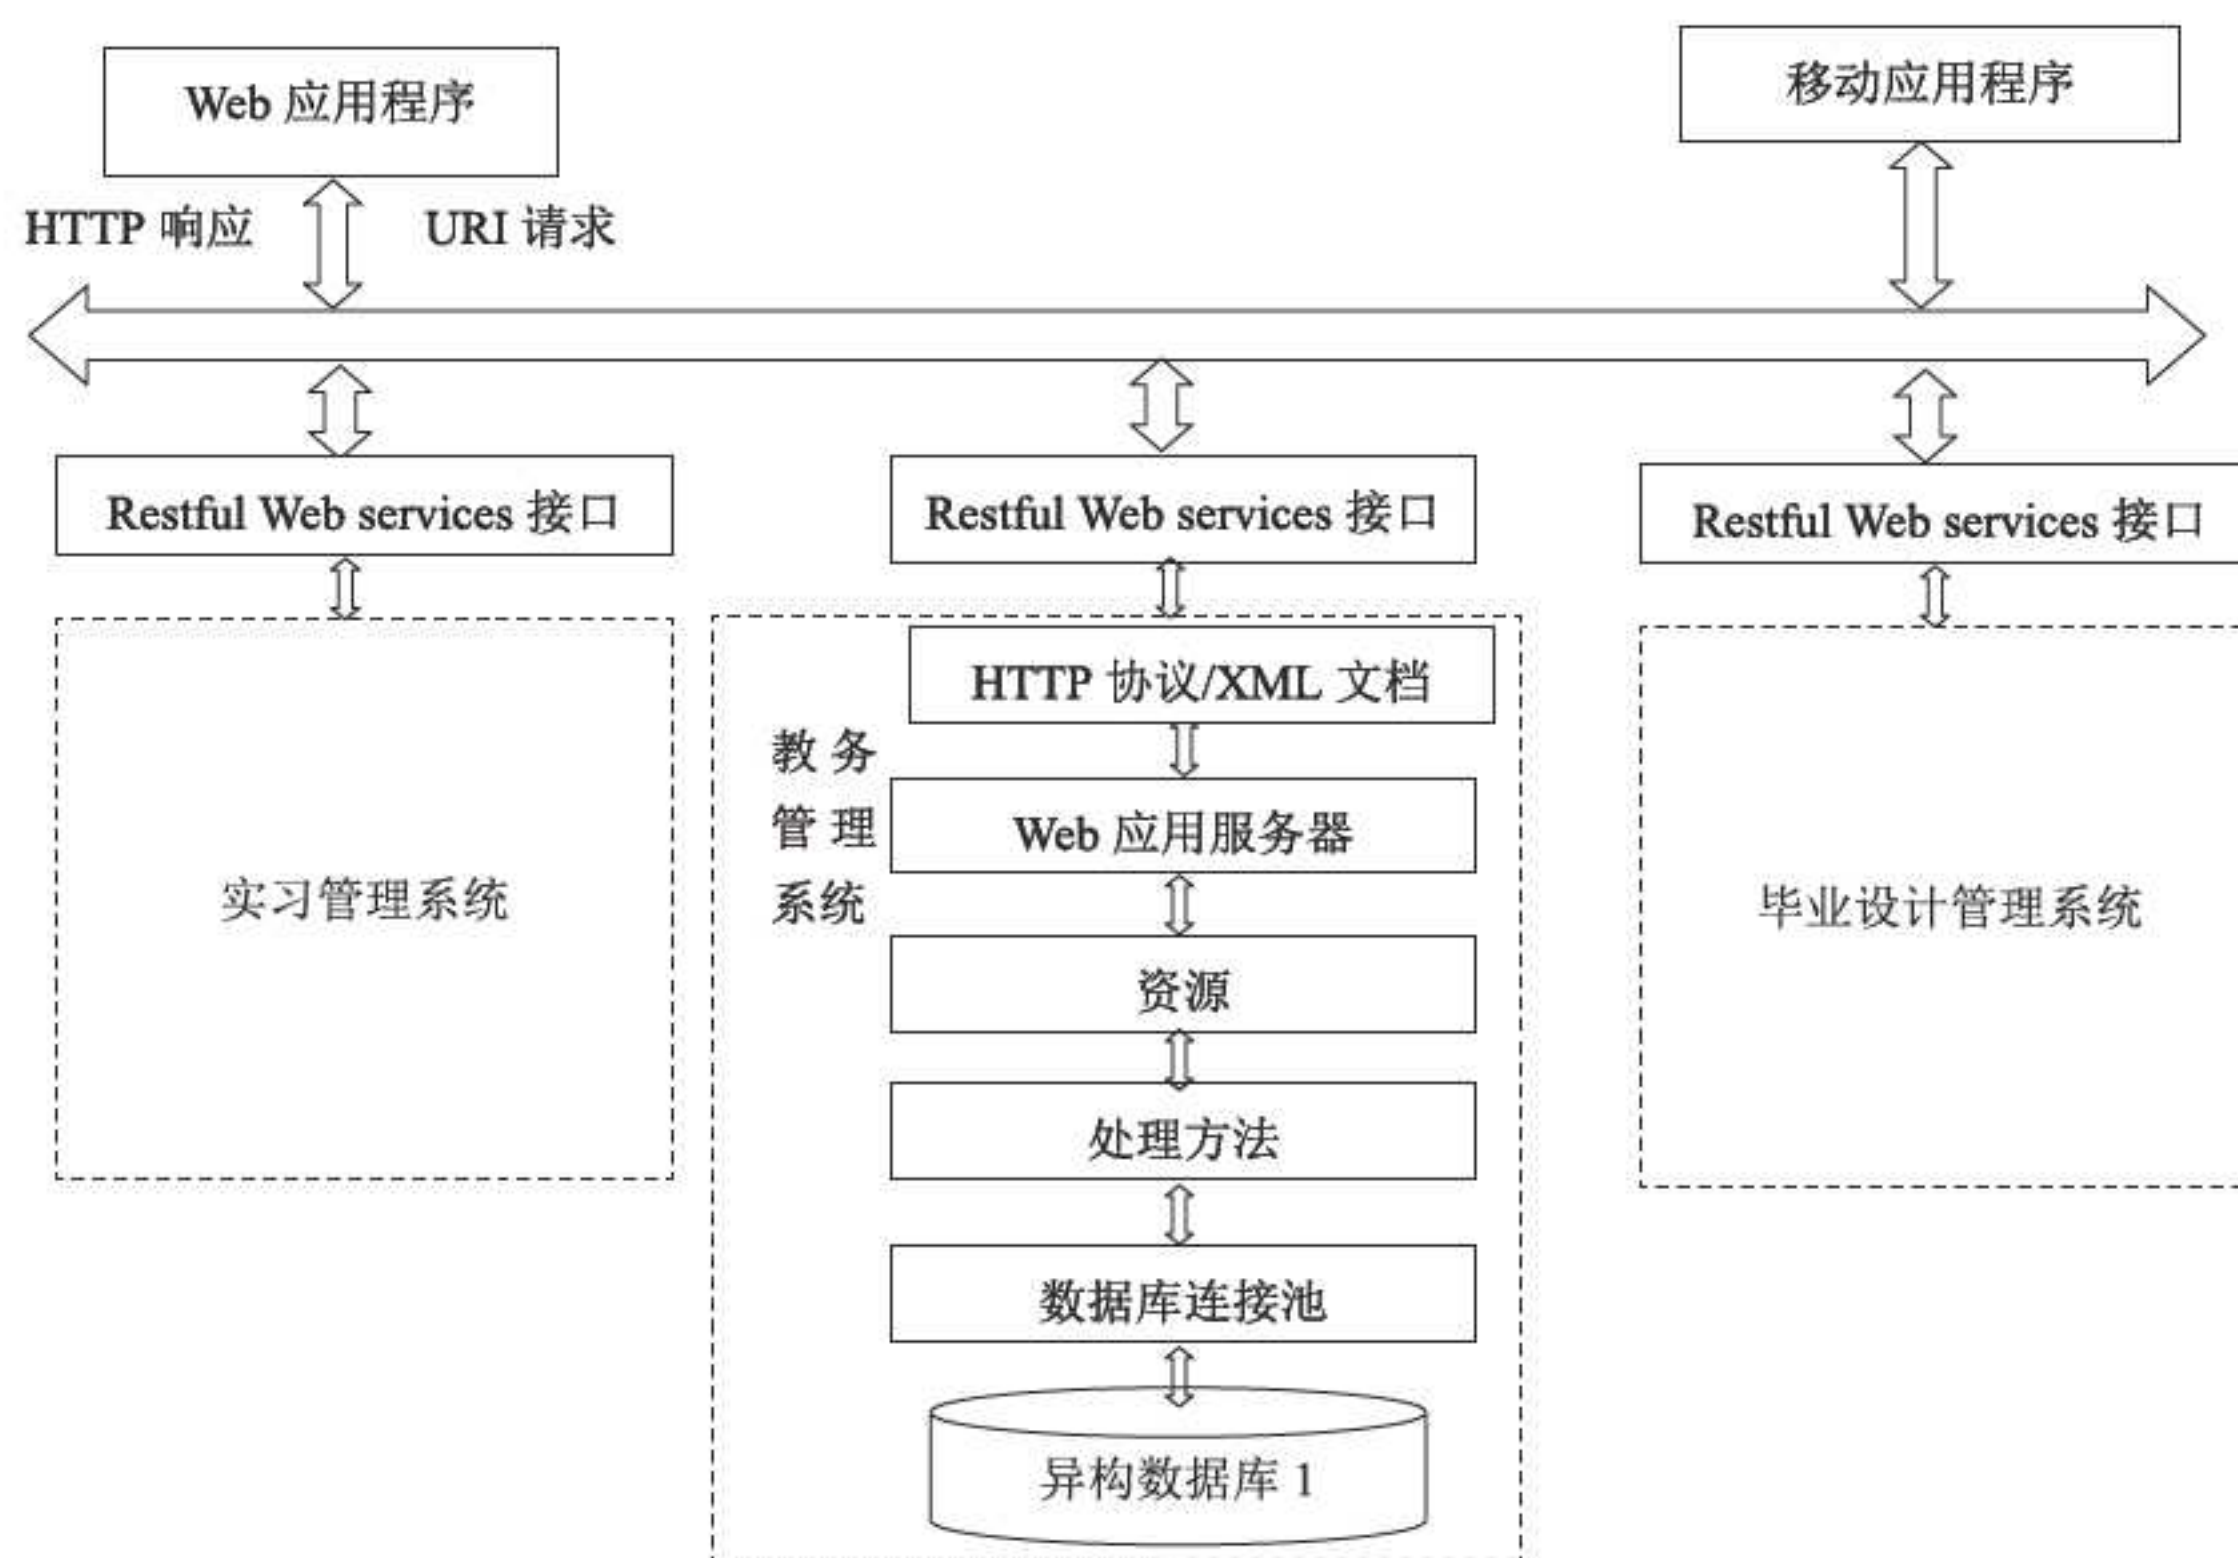 Web 应用程序
移动应用程序
HTTP 响应
URI 请求
Restful Web services 接口
Restful Web services 接口
Restful Web services 接口
实习管理系统
教 务
管 理
系统
HTTP 协议/XML 文档
Web 应用服务器
资源
处理方法
数据库连接池
异构数据库 1
毕业设计管理系统